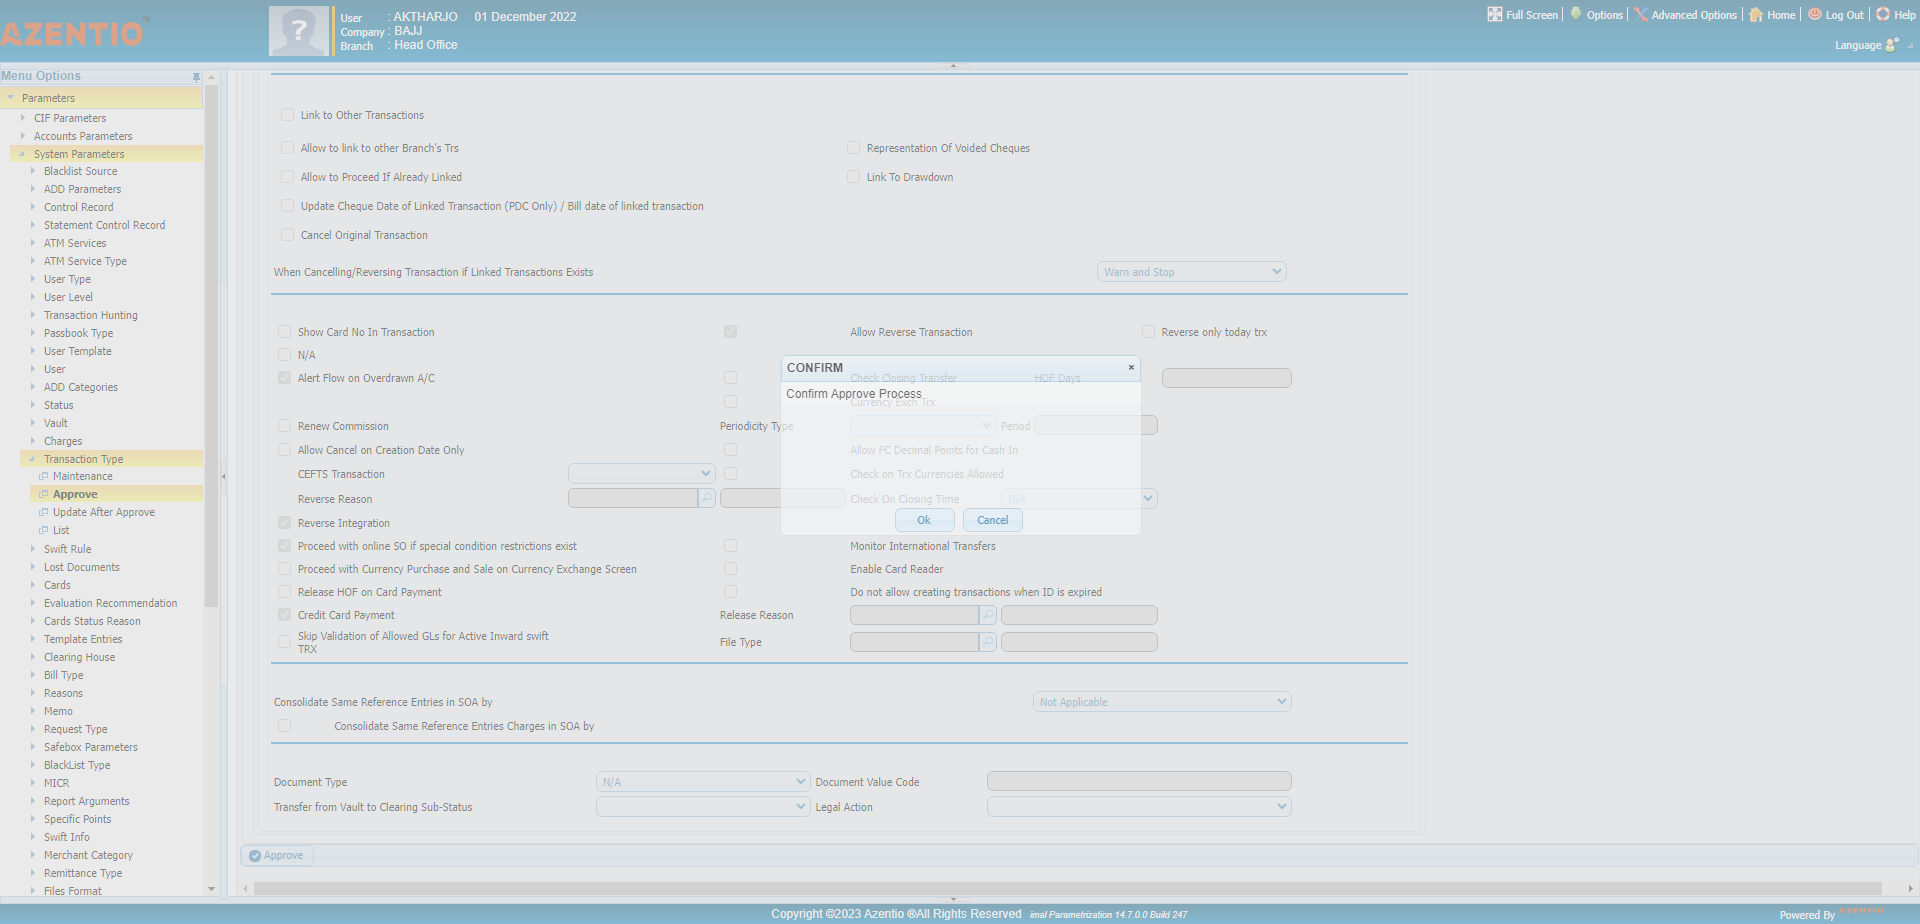 AZENTIO TM
User : AKTHARJO 01 December 2022
Company : BAJJ
Branch : Head Office
Full Screen Options Advanced Options Home Log Out Help
Language
Menu Options
Parameters
CIF Parameters
Accounts Parameters
System Parameters
Blacklist Source
ADD Parameters
Control Record
Statement Control Record
ATM Services
ATM Service Type
User Type
User Level
Transaction Hunting
Passbook Type
User Template
User
ADD Categories
Status
Vault
Charges
Transaction Type
Maintenance
Approve
Update After Approve
List
Swift Rule
Lost Documents
Cards
Evaluation Recommendation
Cards Status Reason
Template Entries
Clearing House
Bill Type
Reasons
Memo
Request Type
Safebox Parameters
BlackList Type
MICR
Report Arguments
Specific Points
Swift Info
Merchant Category
Remittance Type
Files Format
Link to Other Transactions
Allow to link to other Branch's Trs Representation Of Voided Cheques
Allow to Proceed If Already Linked Link To Drawdown
Update Cheque Date of Linked Transaction (PDC Only) / Bill date of linked transaction
Cancel Original Transaction
When Cancelling/Reversing Transaction if Linked Transactions Exists Warn and Stop
Show Card No In Transaction Allow Reverse Transaction Reverse only today trx
N/A
CONFIRM
Confirm Approve Process
Ok Cancel
Alert Flow on Overdrawn A/C Check Closing Transfer HOF Days
Currency Exch Trx
Renew Commission Periodicity Type Period
Allow Cancel on Creation Date Only Allow FC Decimal Points for Cash In
CEFTS Transaction Check on Trx Currencies Allowed
Reverse Reason Check On Closing Time N/A
Reverse Integration
Proceed with online SO if special condition restrictions exist Monitor International Transfers
Proceed with Currency Purchase and Sale on Currency Exchange Screen Enable Card Reader
Release HOF on Card Payment Do not allow creating transactions when ID is expired
Credit Card Payment Release Reason
Skip Validation of Allowed GLs for Active Inward swift
TRX File Type
Consolidate Same Reference Entries in SOA by Not Applicable
Consolidate Same Reference Entries Charges in SOA by
Document Type N/A Document Value Code
Transfer from Vault to Clearing Sub-Status Legal Action
Approve
Copyright ©2023 Azentio ®All Rights Reserved imal Parametrization 14.7.0.0 Build 247
Powered By AZENTIO